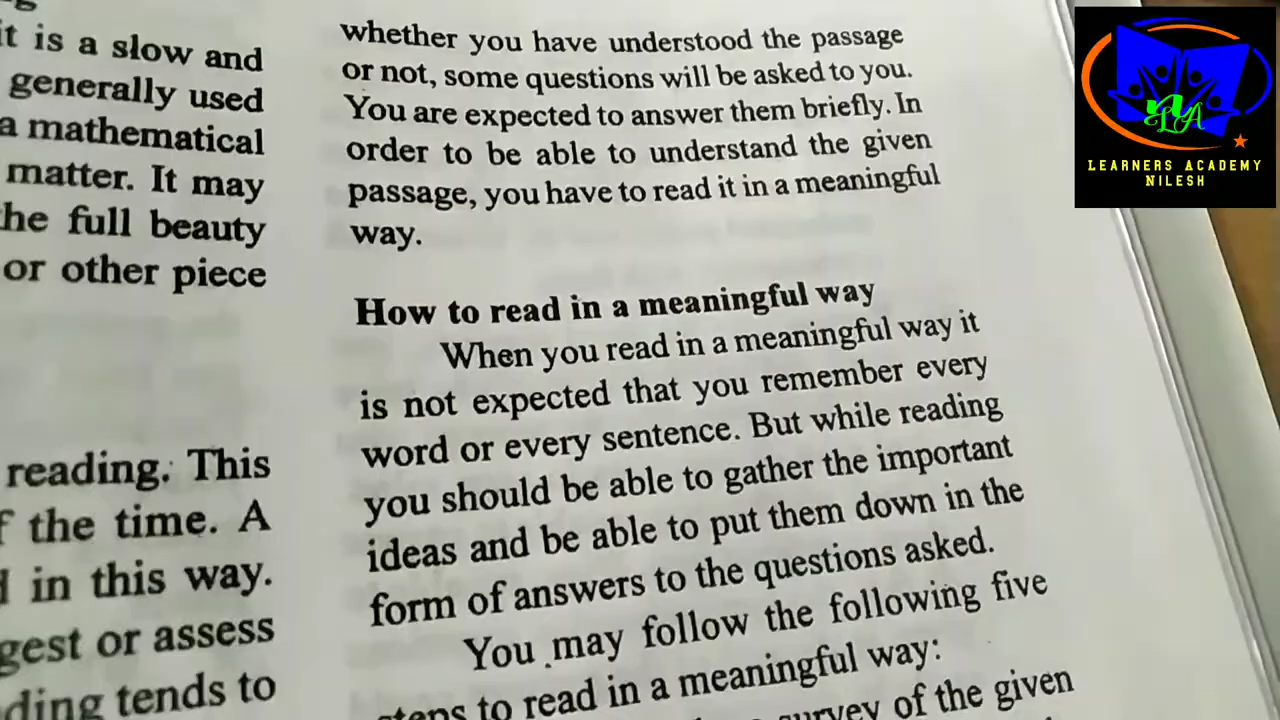 it is a slow and
generally used
a mathematical
matter. It may
the full beauty
or other piece
reading. This
the time. A
in this way.
or assess
tends to
whether you have understood the passage
or not, some questions will be asked to you.
You are expected to answer them briefly. In
order to be able to understand the given
passage, you have to read it in a meaningful
way.
How to read in a meaningful way
When you read in a meaningful way it
is not expected that you remember every
word or every sentence. But while reading
you should be able to gather the important
ideas and be able to put them down in the
form of answers to the questions asked.
You may follow the following five
steps to read in a meaningful way:
survey of the given
LA
LEARNERS ACADEMY
NILESH